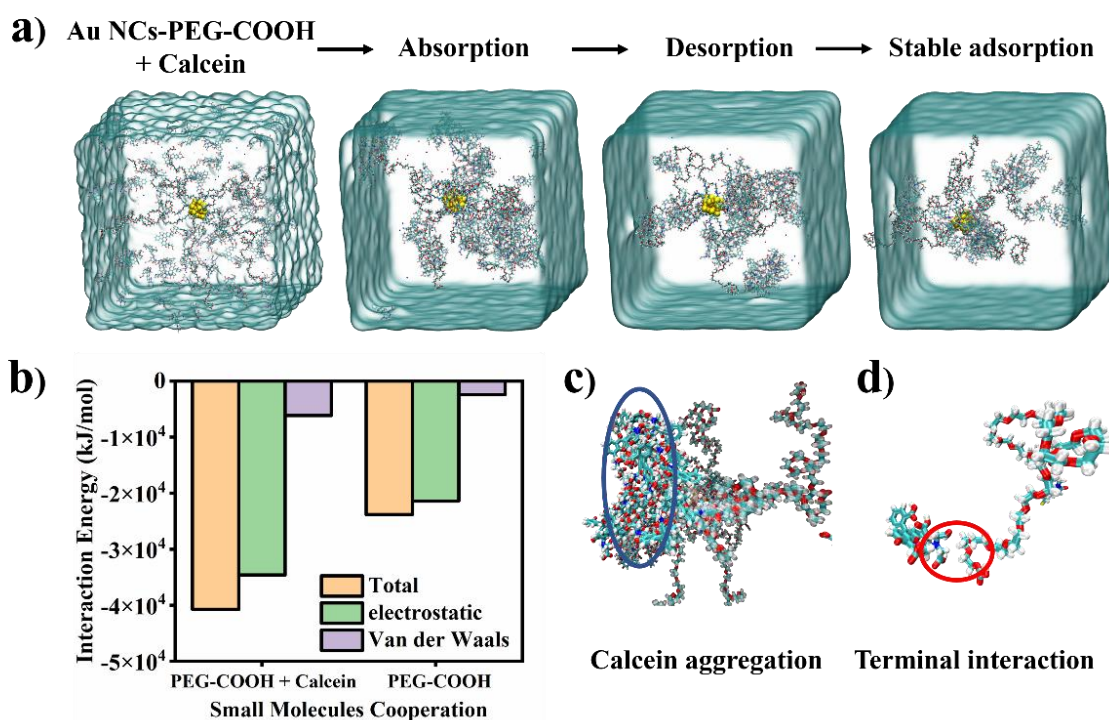 a)
Au NCs-PEG-COOH
+ Calcein
Absorption
Desorption
Stable adsorption
b)
Interaction Energy (kJ/mol)
0
-1×10⁴
-2×10⁴
-3×10⁴
-4×10⁴
-5×10⁴
Total
electrostatic
Van der Waals
PEG-COOH + Calcein
PEG-COOH
Small Molecules Cooperation
c)
Calcein aggregation
d)
Terminal interaction